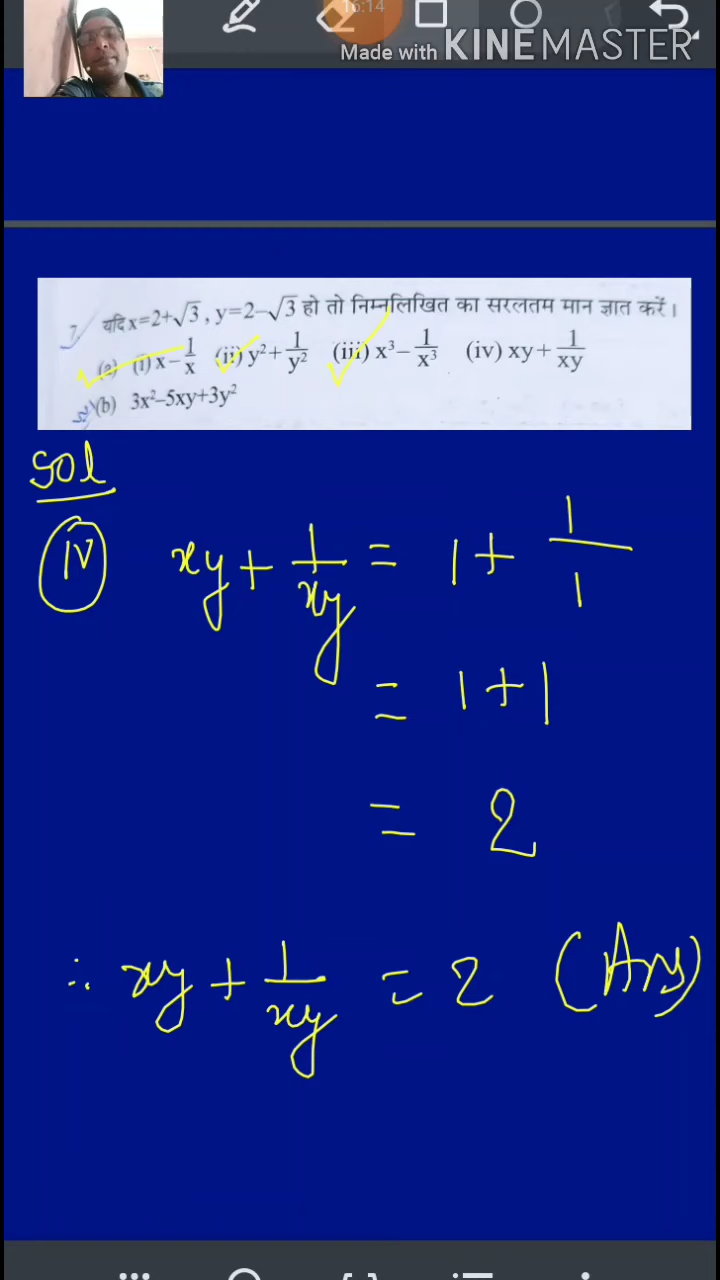 16:14
Made with KINEMASTER
7. यदि x=2+√3, y=2-√3 हो तो निम्नलिखित का सरलतम मान ज्ञात करें।
(a) (i) x-1/x (ii) y²+1/y² (iii) x³-1/x³ (iv) xy+1/xy
(b) 3x²-5xy+3y²
Sol
(iv) xy + 1/xy = 1 + 1/1
= 1+1
= 2
∴ xy + 1/xy = 2 (Ans)